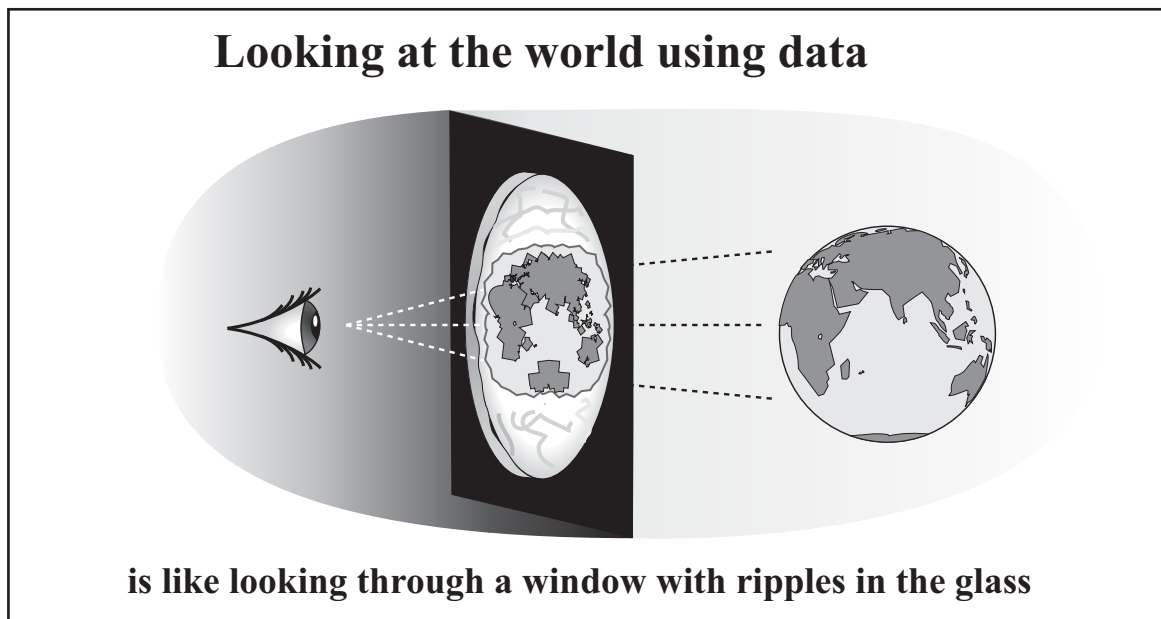 Looking at the world using data
is like looking through a window with ripples in the glass